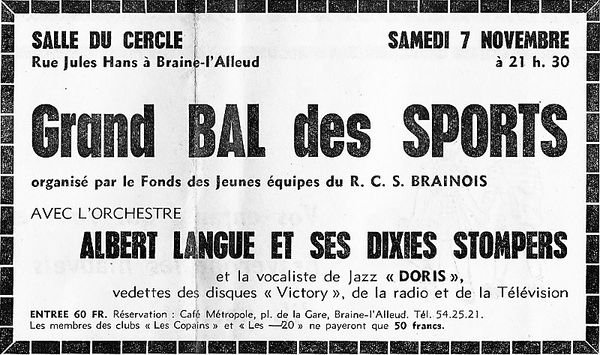 SALLE DU CERCLE
Rue Jules Hans à Braine-l'Alleud
SAMEDI 7 NOVEMBRE
à 21 h. 30
Grand BAL des SPORTS
organisé par le Fonds des Jeunes équipes du R. C. S. BRAINOIS
AVEC L'ORCHESTRE
ALBERT LANGUE ET SES DIXIES STOMPERS
et la vocaliste de Jazz « DORIS »,
vedettes des disques « Victory », de la radio et de la Télévision
ENTREE 60 FR. Réservation : Café Métropole, pl. de la Gare, Braine-l'Alleud. Tél. 54.25.21.
Les membres des clubs « Les Copains » et « Les —20 » ne payeront que 50 francs.